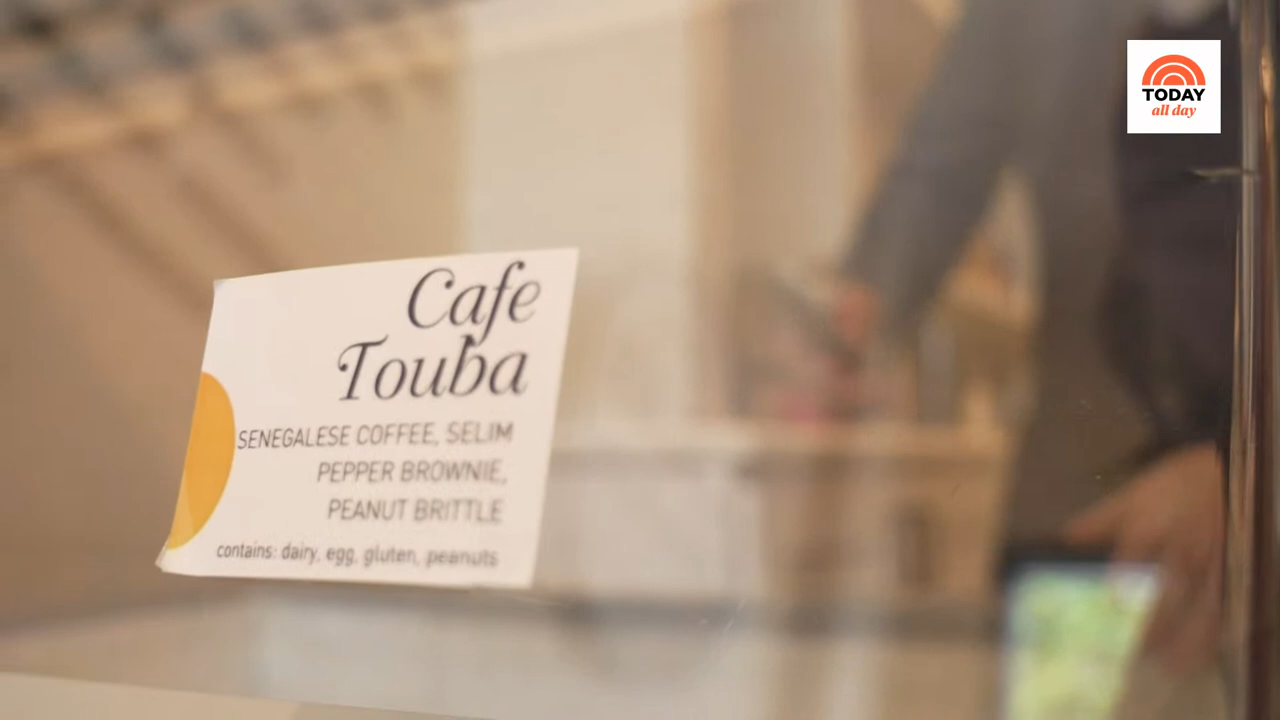 Cafe
Touba
SENEGALESE COFFEE, SELIM
PEPPER BROWNIE,
PEANUT BRITTLE
contains: dairy, egg, gluten, peanuts
TODAY
all day